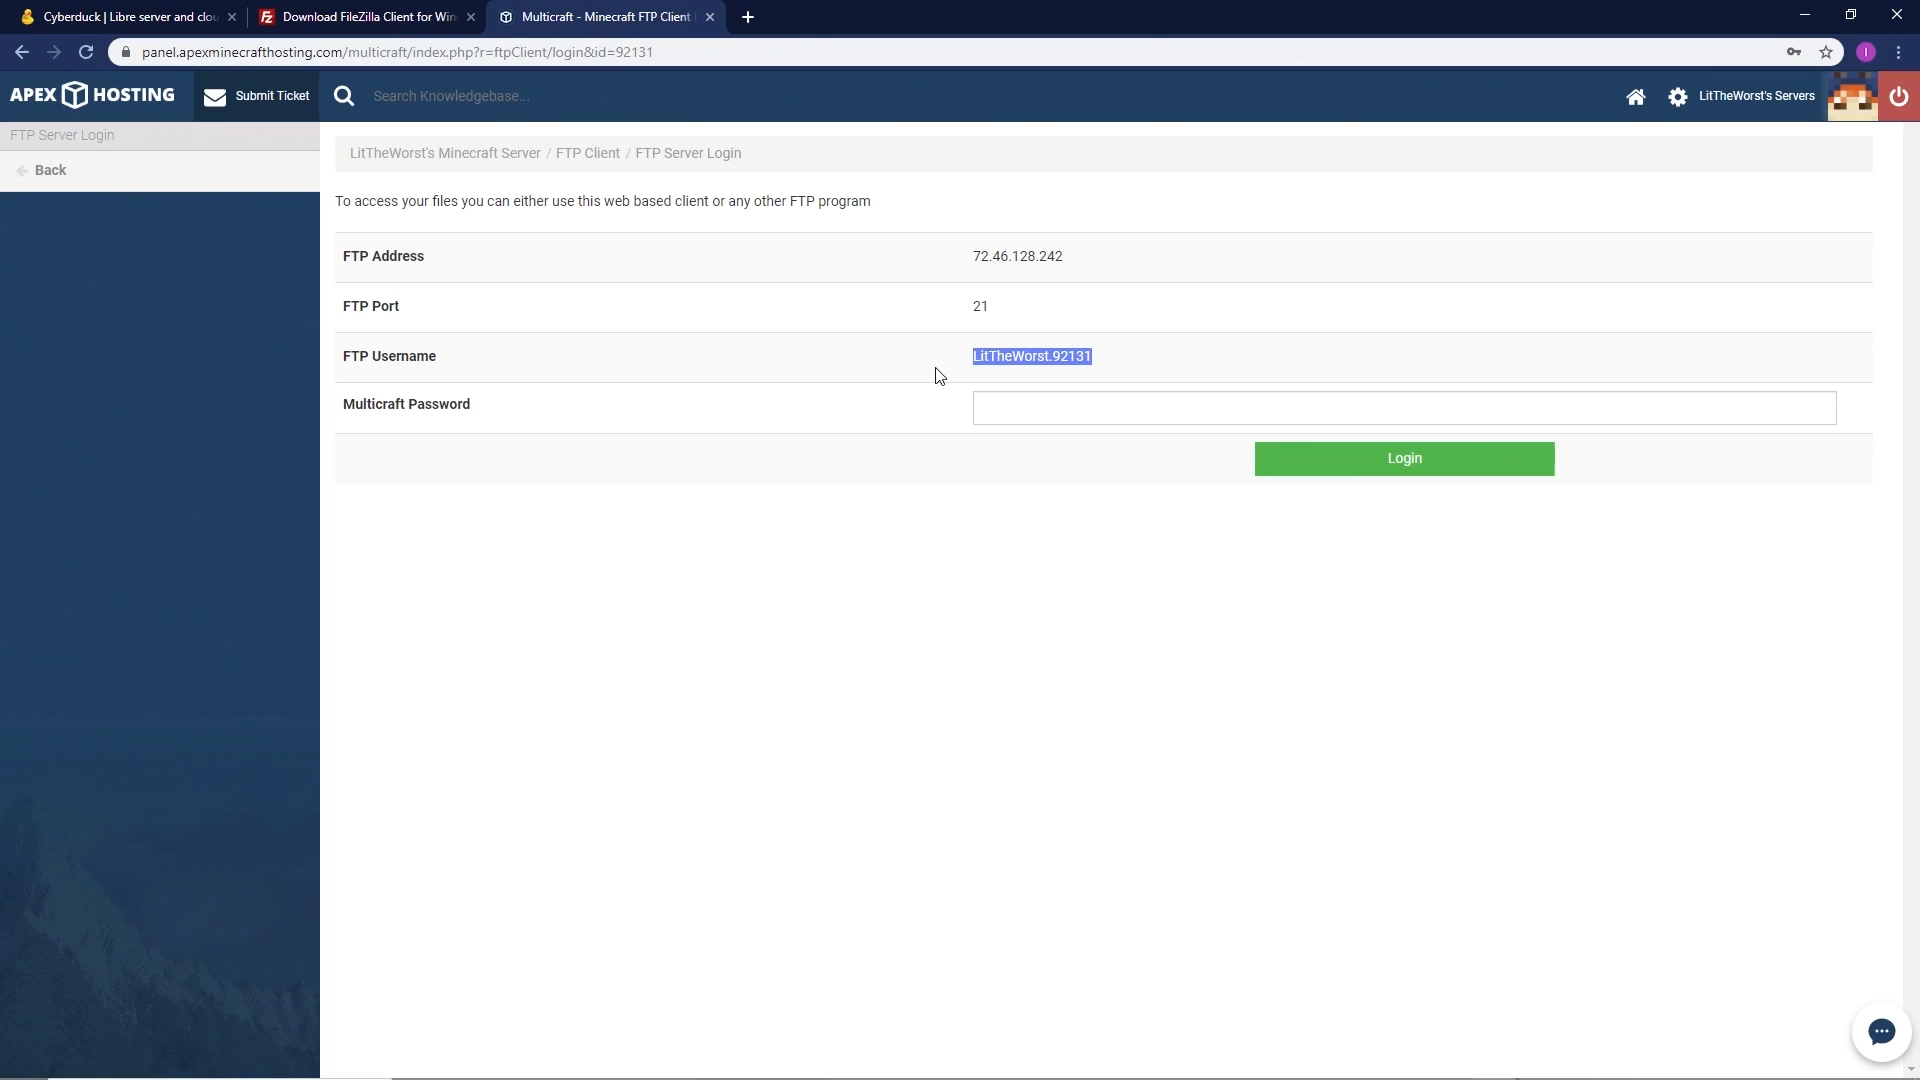 Cyberduck | Libre server and clou
Download FileZilla Client for Win
Multicraft - Minecraft FTP Client
panel.apexminecrafthosting.com/multicraft/index.php?r=ftpClient/login&id=92131
APEX HOSTING
Submit Ticket
Search Knowledgebase...
LitTheWorst's Servers
FTP Server Login
Back
LitTheWorst's Minecraft Server / FTP Client / FTP Server Login
To access your files you can either use this web based client or any other FTP program
FTP Address 72.46.128.242
FTP Port 21
FTP Username LitTheWorst.92131
Multicraft Password
Login